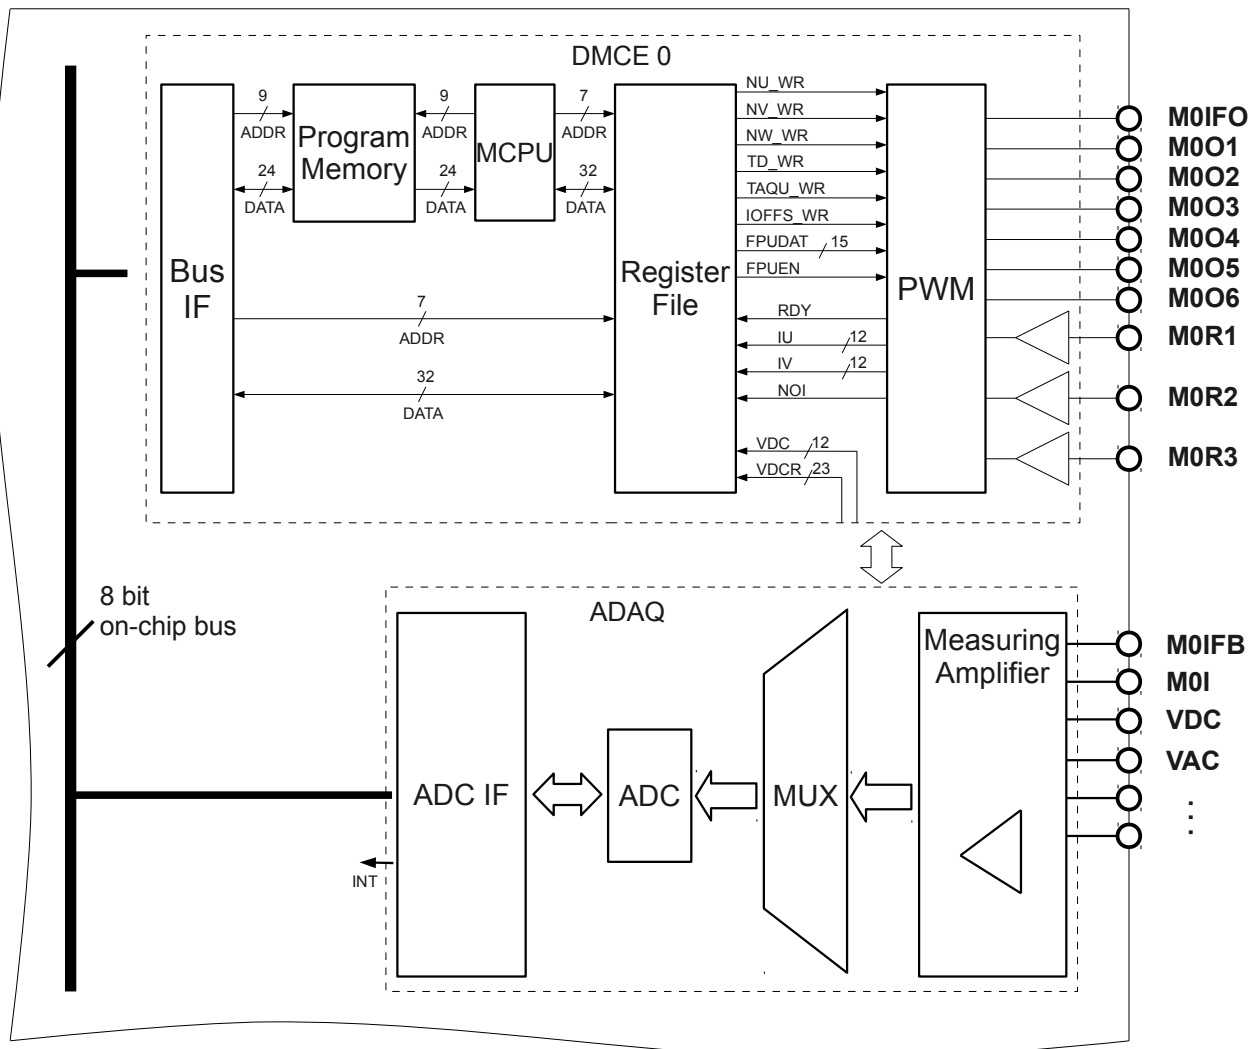 DMCE 0
Bus
IF
9
ADDR
24
DATA
Program
Memory
9
ADDR
24
DATA
MCPU
7
ADDR
32
DATA
7
ADDR
32
DATA
Register
File
NU_WR
NV_WR
NW_WR
TD_WR
TAQU_WR
IOFFS_WR
FPUDAT 15
FPUEN
RDY
IU 12
IV 12
NOI
VDC 12
VDCR 23
PWM
M0IFO
M0O1
M0O2
M0O3
M0O4
M0O5
M0O6
M0R1
M0R2
M0R3
8 bit
on-chip bus
ADAQ
ADC IF
INT
ADC
MUX
Measuring
Amplifier
M0IFB
M0I
VDC
VAC
⋮